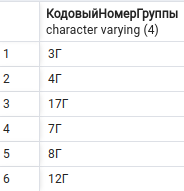 КодовыйНомерГруппы
character varying (4)
1 3Г
2 4Г
3 17Г
4 7Г
5 8Г
6 12Г